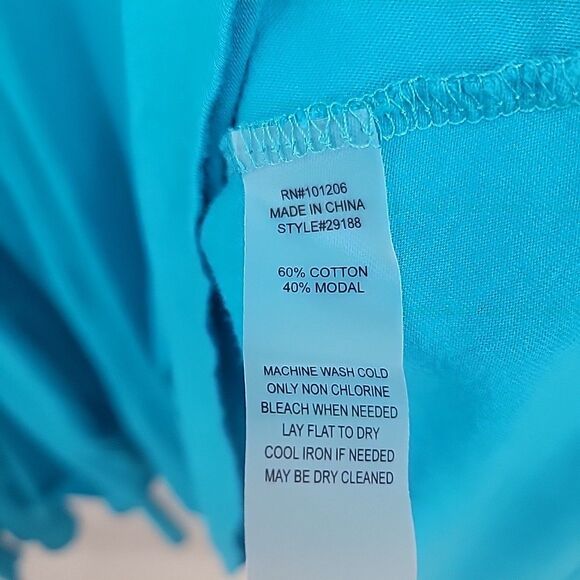 RN#101206
MADE IN CHINA
STYLE#29188
60% COTTON
40% MODAL
MACHINE WASH COLD
ONLY NON CHLORINE
BLEACH WHEN NEEDED
LAY FLAT TO DRY
COOL IRON IF NEEDED
MAY BE DRY CLEANED